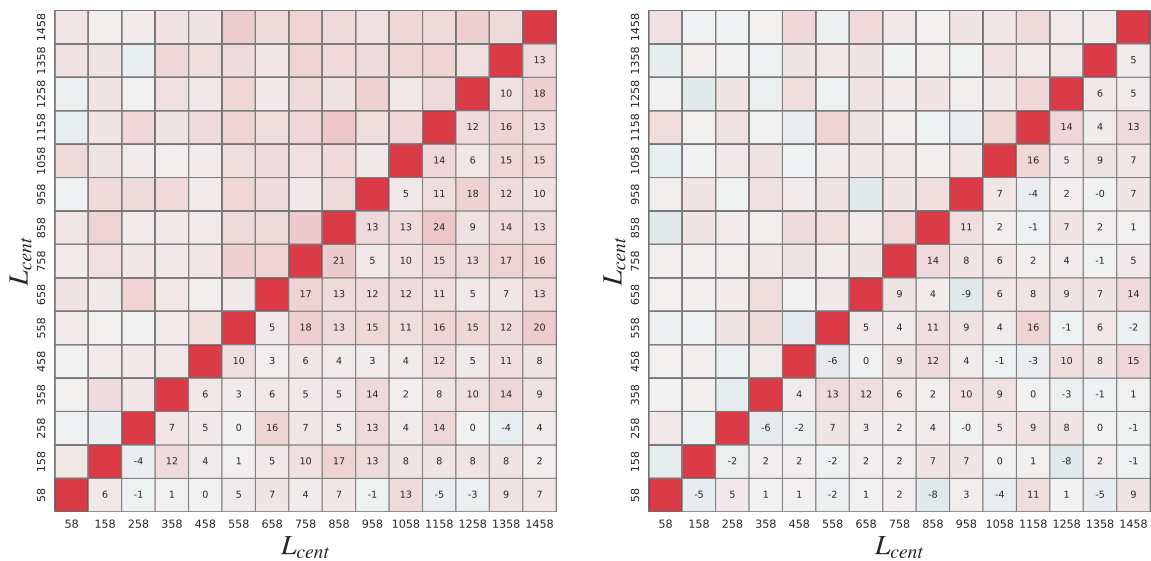 1458
1358 13
1258 10 18
1158 12 16 13
1058 14 6 15 15
958 5 11 18 12 10
858 13 13 24 9 14 13
758 21 5 10 15 13 17 16
658 17 13 12 12 11 5 7 13
558 5 18 13 15 11 16 15 12 20
458 10 3 6 4 3 4 12 5 11 8
358 6 3 6 5 5 14 2 8 10 14 9
258 7 5 0 16 7 5 13 4 14 0 -4 4
158 -4 12 4 1 5 10 17 13 8 8 8 8 2
58 6 -1 1 0 5 7 4 7 -1 13 -5 -3 9 7
58 158 258 358 458 558 658 758 858 958 1058 1158 1258 1358 1458
L_cent
L_cent
1458
1358 5
1258 6 5
1158 14 4 13
1058 16 5 9 7
958 7 -4 2 -0 7
858 11 2 -1 7 2 1
758 14 8 6 2 4 -1 5
658 9 4 -9 6 8 9 7 14
558 5 4 11 9 4 16 -1 6 -2
458 -6 0 9 12 4 -1 -3 10 8 15
358 4 13 12 6 2 10 9 0 -3 -1 1
258 -6 -2 7 3 2 4 -0 5 9 8 0 -1
158 -2 2 2 -2 2 2 7 7 0 1 -8 2 -1
58 -5 5 1 1 -2 1 2 -8 3 -4 11 1 -5 9
58 158 258 358 458 558 658 758 858 958 1058 1158 1258 1358 1458
L_cent
L_cent